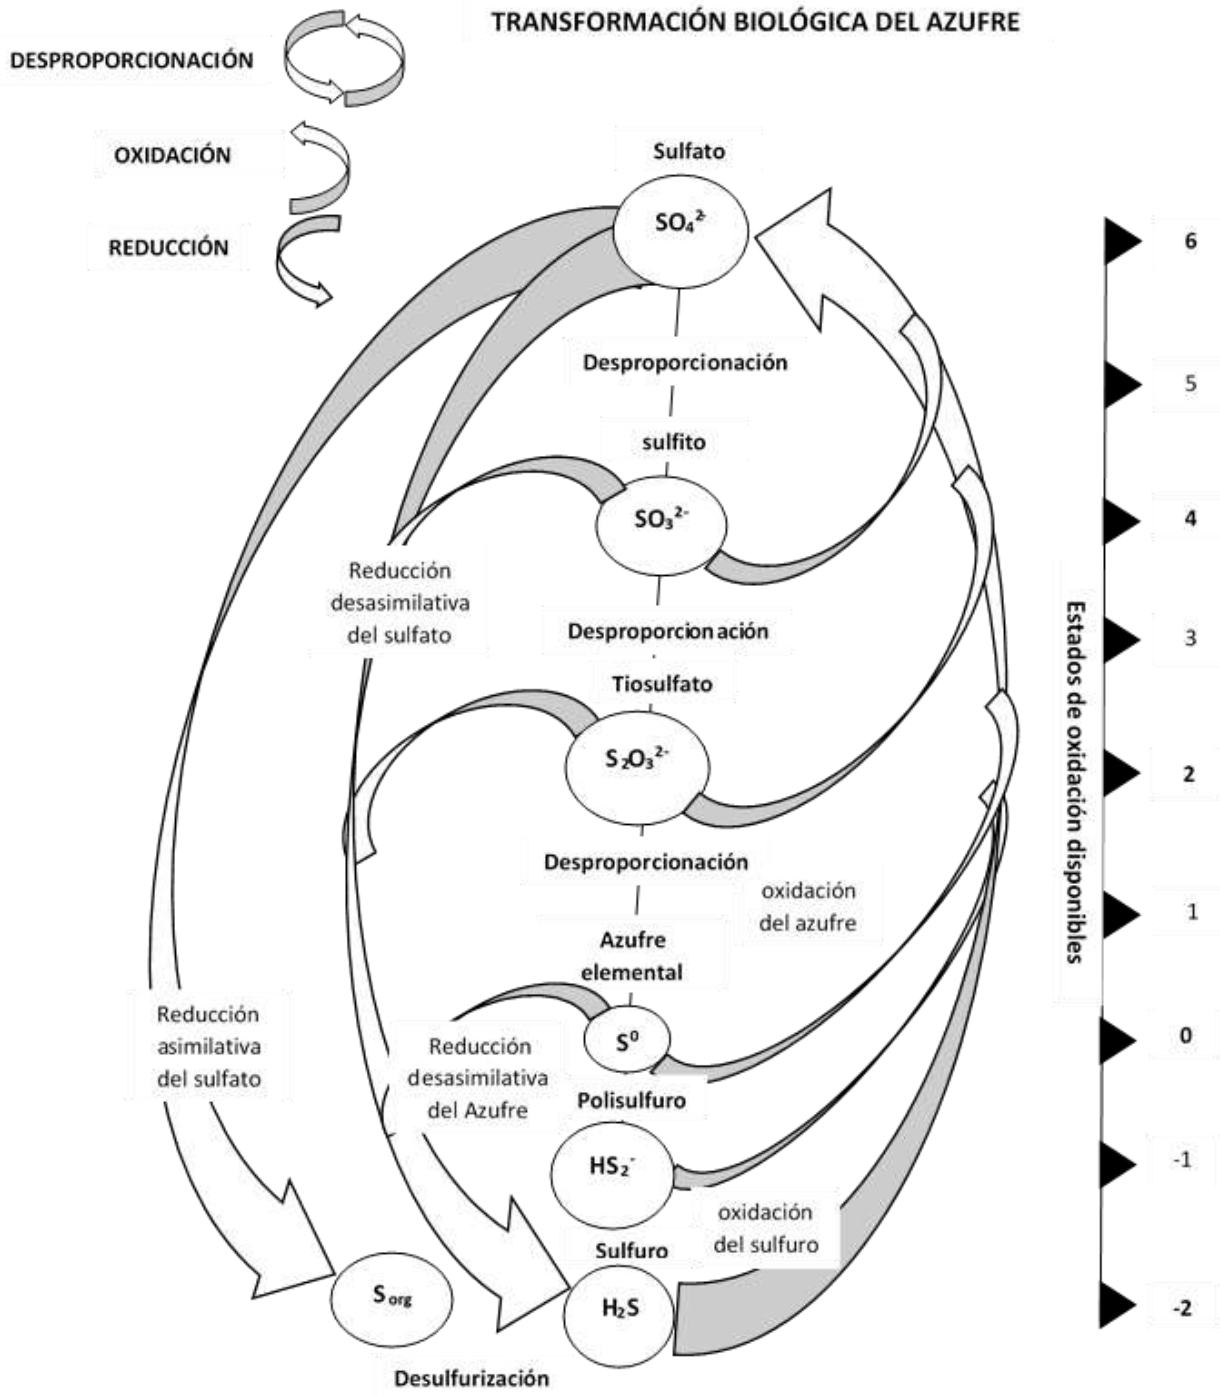 TRANSFORMACIÓN BIOLÓGICA DEL AZUFRE
DESPROPORCIONACIÓN
OXIDACIÓN
REDUCCIÓN
Sulfato
SO₄²⁻
Desproporcionación
sulfito
SO₃²⁻
Reducción
desasimilativa
del sulfato
Desproporcionación
Tiosulfato
S₂O₃²⁻
Desproporcionación
oxidación
del azufre
Azufre
elemental
S⁰
Reducción
asimilativa
del sulfato
Reducción
desasimilativa
del Azufre
Polisulfuro
HS₂⁻
oxidación
del sulfuro
Sulfuro
H₂S
S org
Desulfurización
Estados de oxidación disponibles
6
5
4
3
2
1
0
-1
-2